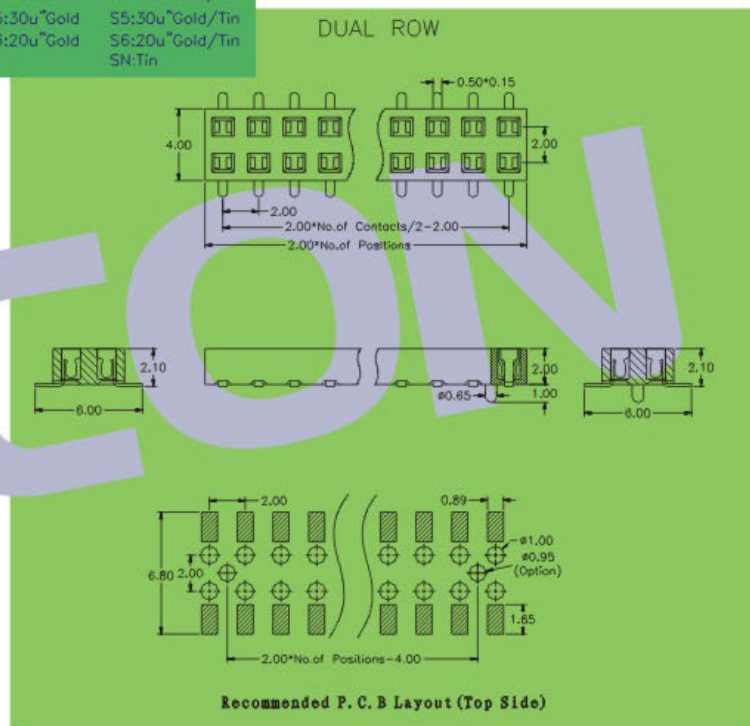 5:30u"Gold S5:30u"Gold/Tin
:20u"Gold S6:20u"Gold/Tin
SN:Tin
DUAL ROW
0.50*0.15
4.00
2.00
2.00
2.00*No.of Contacts/2-2.00
2.00*No.of Positions
2.10
6.00
2.00
ø0.65
1.00
2.10
6.00
2.00
0.89
ø1.00
ø0.95
(Option)
6.80
2.00
1.65
2.00*No.of Positions-4.00
Recommended P.C.B Layout(Top Side)
CON